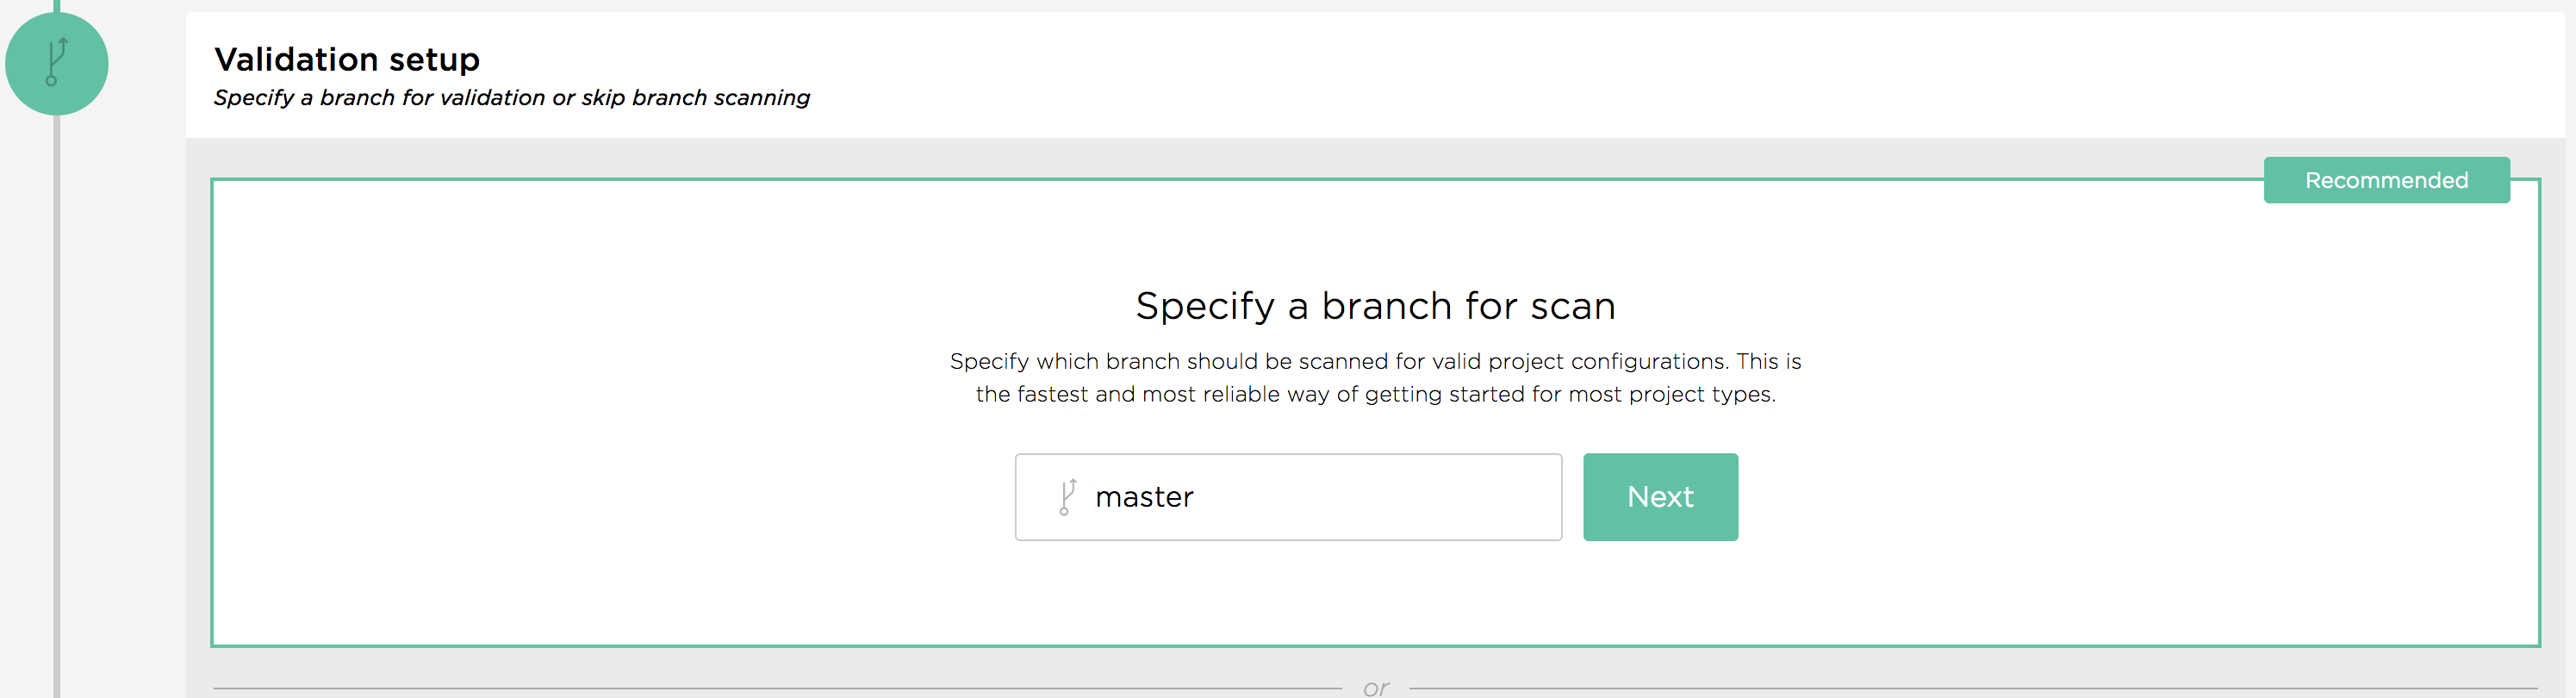 Validation setup
Specify a branch for validation or skip branch scanning
Recommended
Specify a branch for scan
Specify which branch should be scanned for valid project configurations. This is
the fastest and most reliable way of getting started for most project types.
master
Next
or